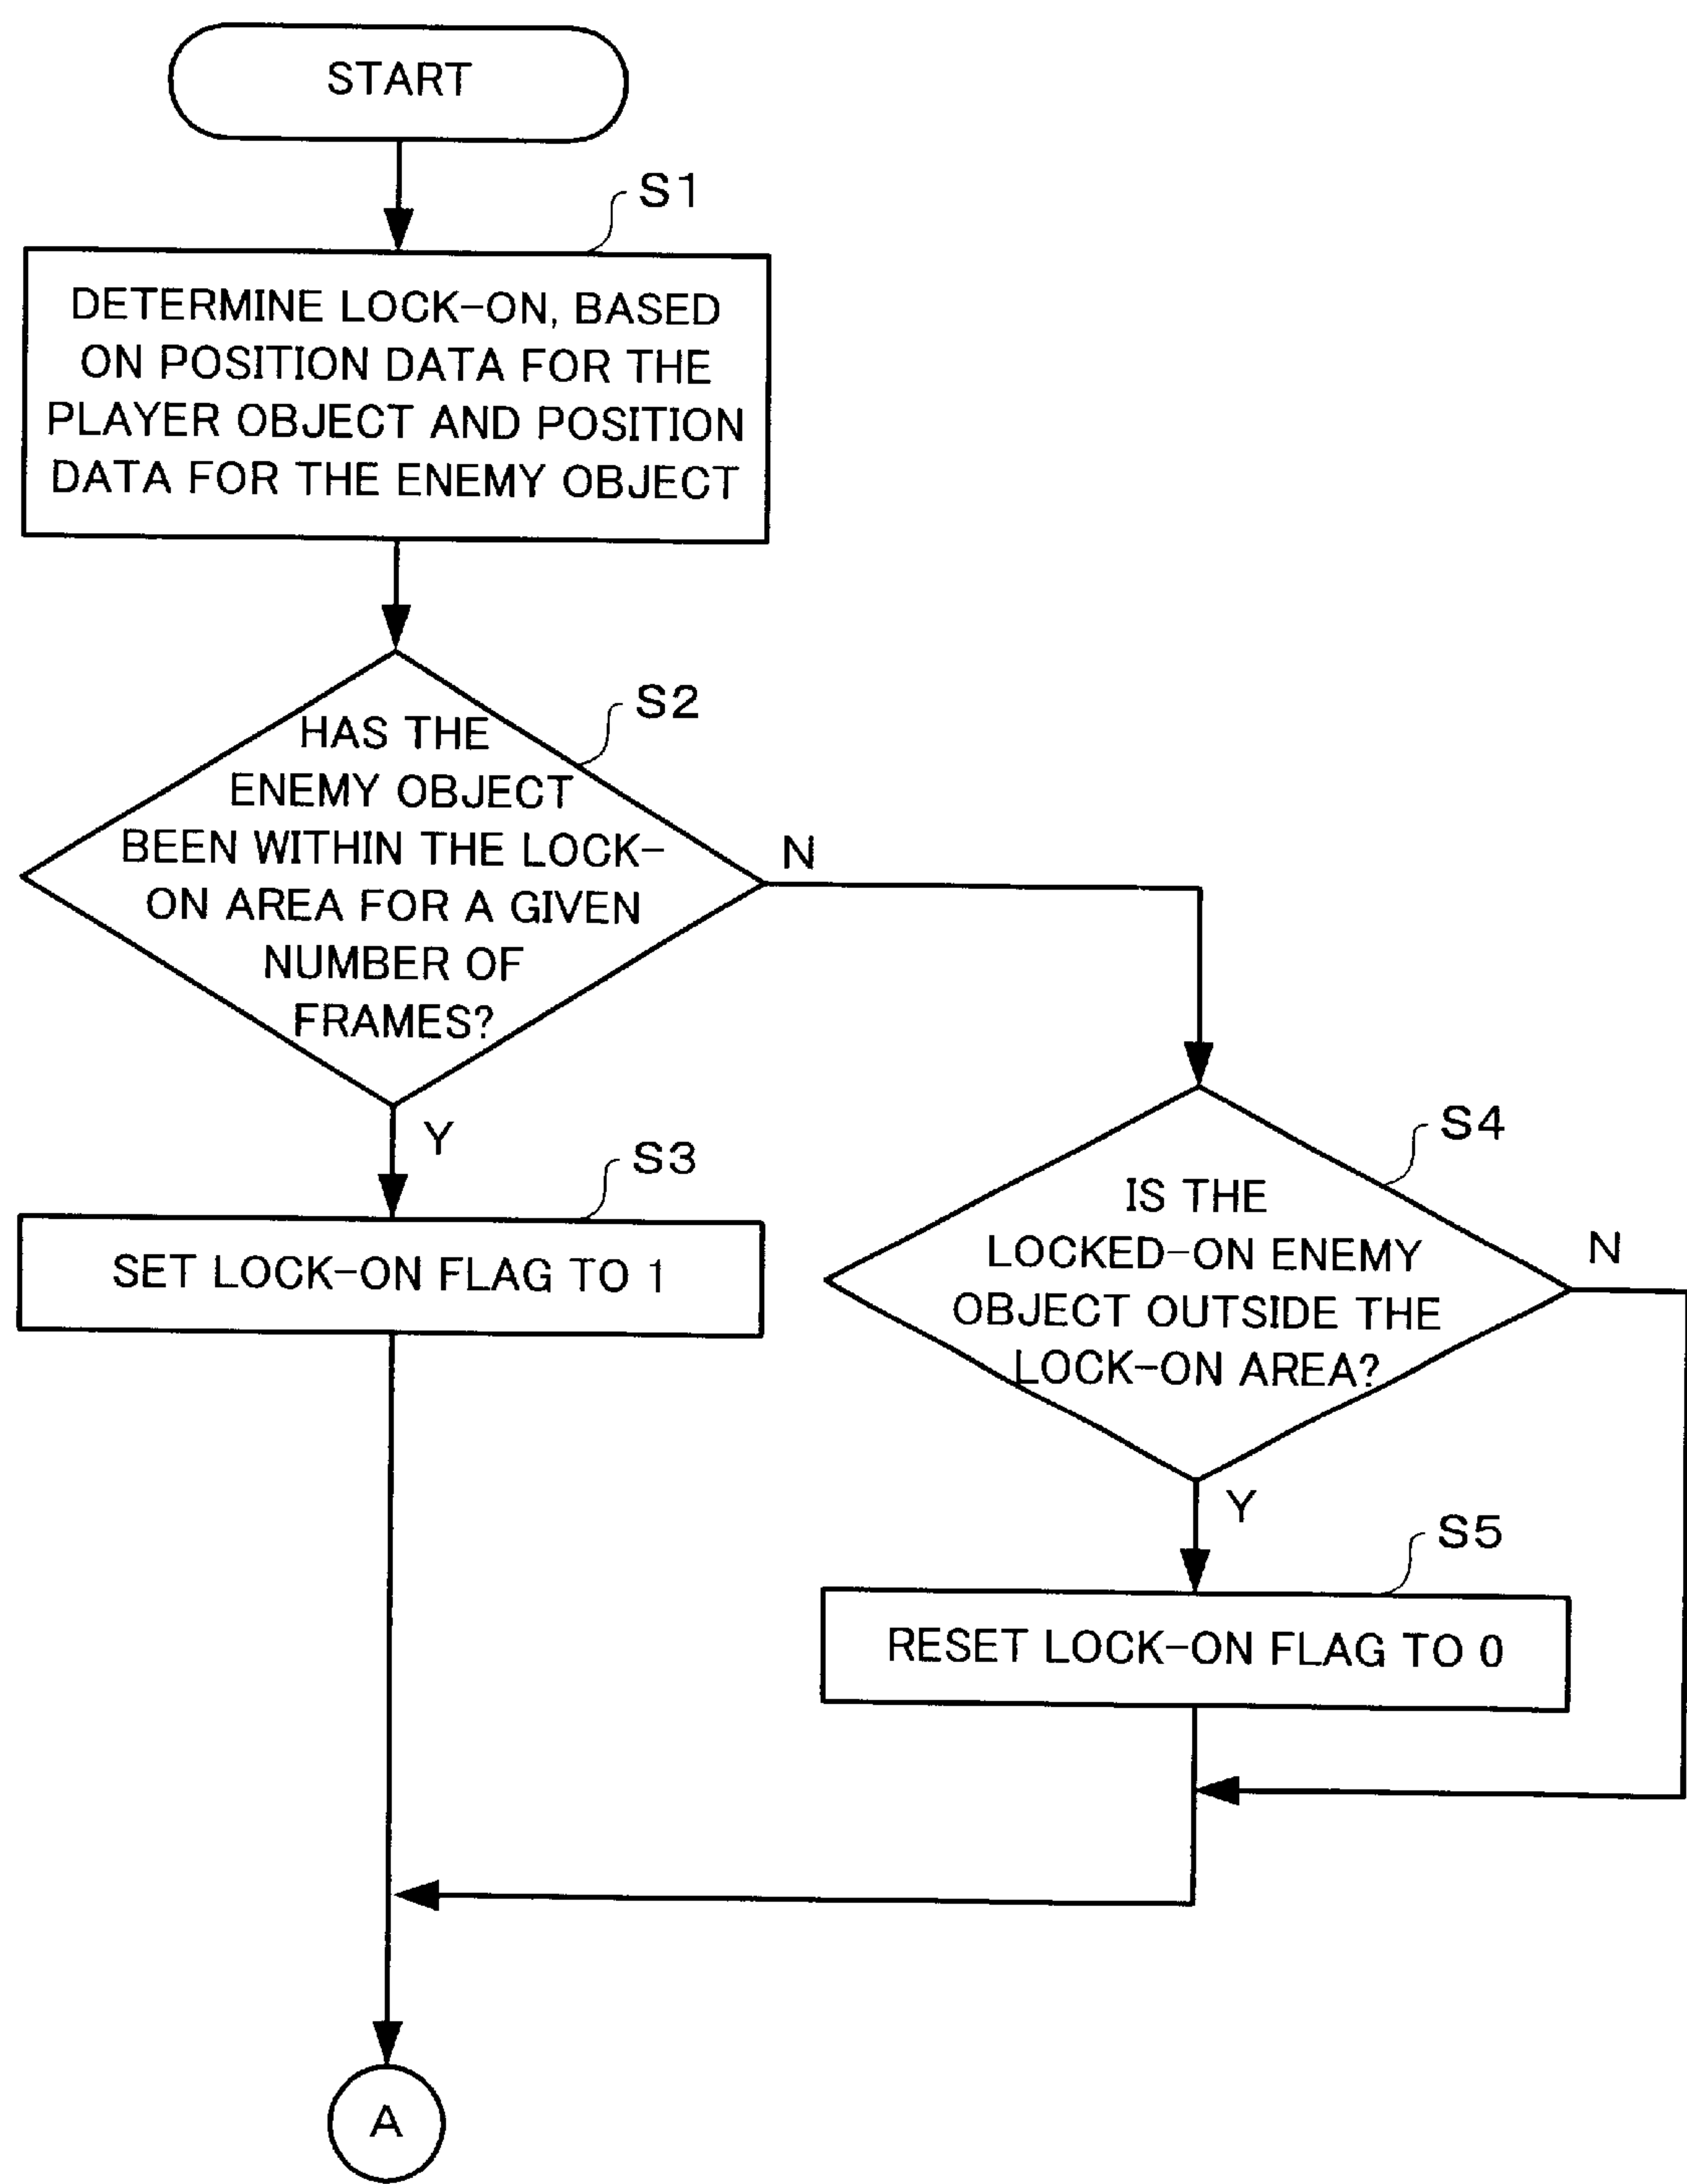 START
S1
DETERMINE LOCK-ON, BASED
ON POSITION DATA FOR THE
PLAYER OBJECT AND POSITION
DATA FOR THE ENEMY OBJECT
S2
HAS THE
ENEMY OBJECT
BEEN WITHIN THE LOCK-
ON AREA FOR A GIVEN
NUMBER OF
FRAMES?
N
Y
S3
SET LOCK-ON FLAG TO 1
S4
IS THE
LOCKED-ON ENEMY
OBJECT OUTSIDE THE
LOCK-ON AREA?
N
Y
S5
RESET LOCK-ON FLAG TO 0
A